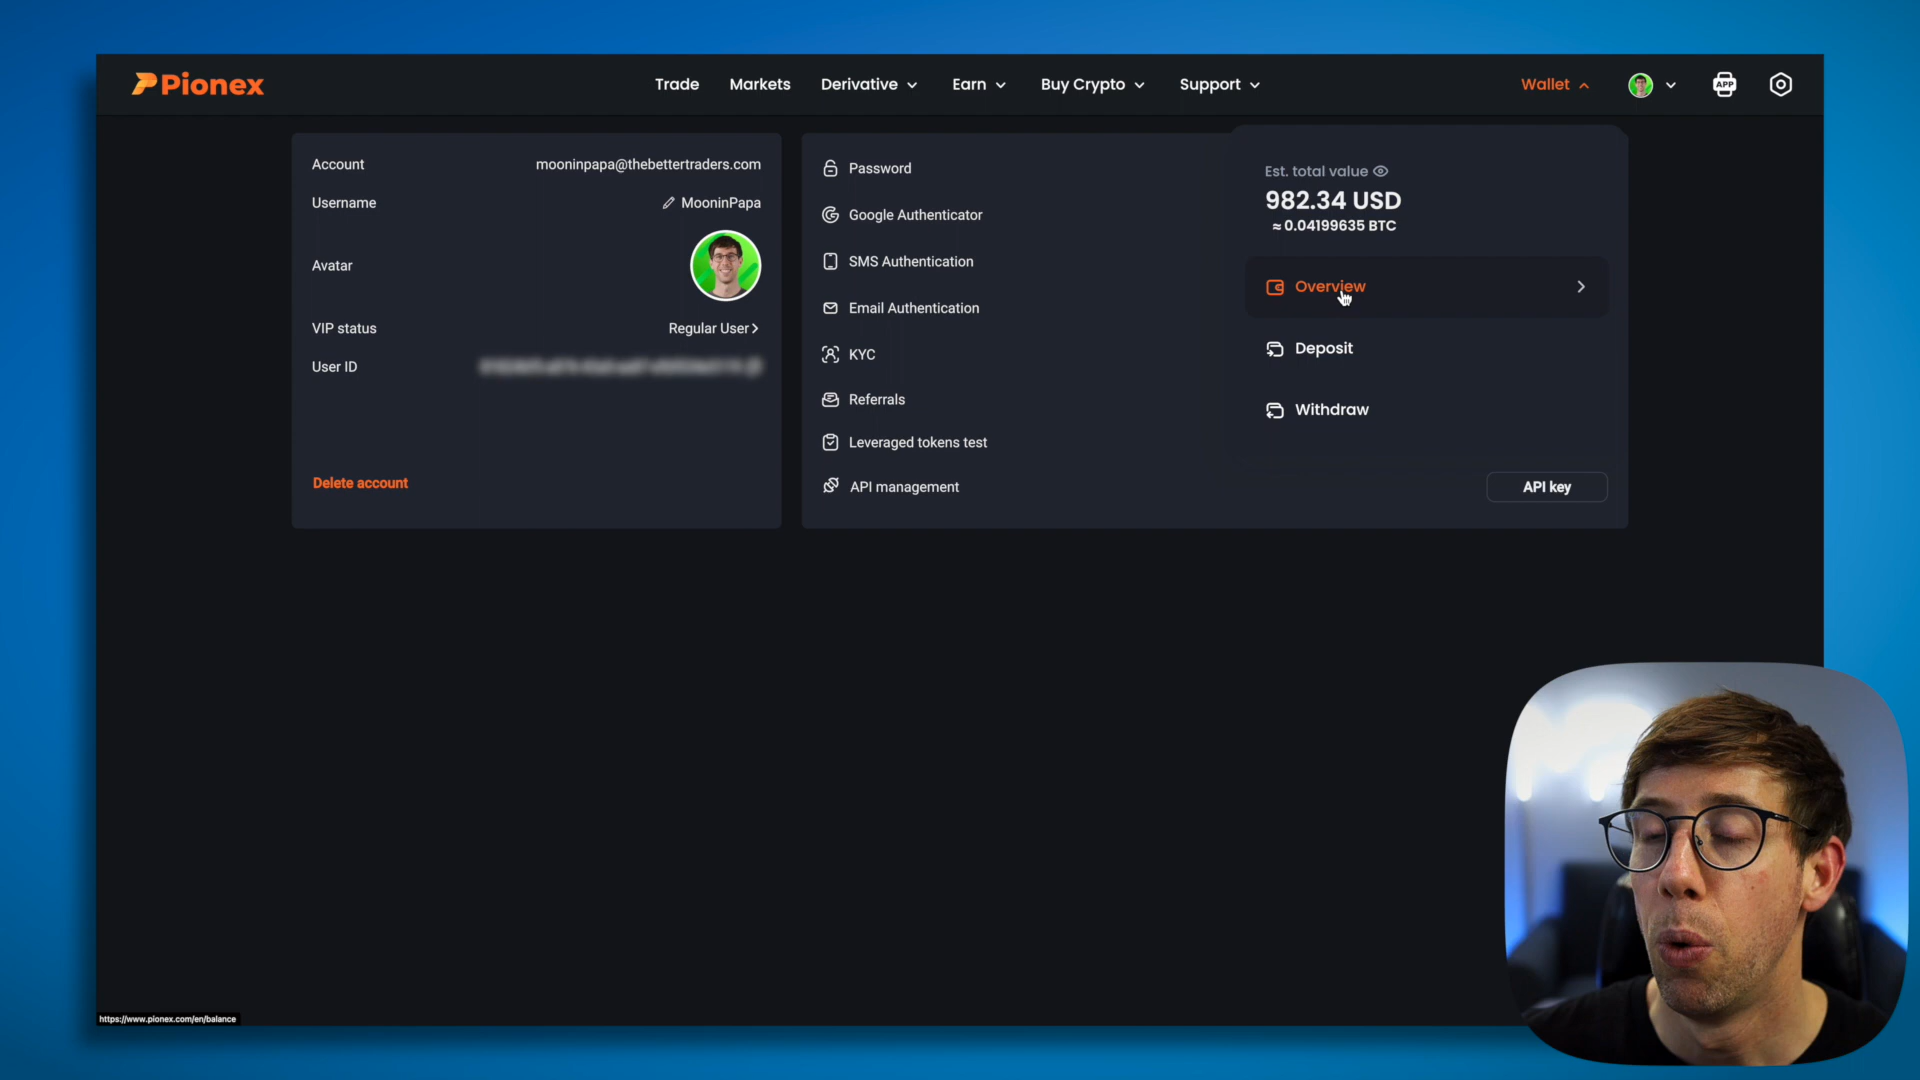 Pionex
Trade
Markets
Derivative
Earn
Buy Crypto
Support
Wallet
APP
Account
mooninpapa@thebettertraders.com
Username
MooninPapa
Avatar
VIP status
Regular User
User ID
Delete account
Password
Google Authenticator
SMS Authentication
Email Authentication
KYC
Referrals
Leveraged tokens test
API management
API key
Est. total value
982.34 USD
≈ 0.04199635 BTC
Overview
Deposit
Withdraw
https://www.pionex.com/en/balance